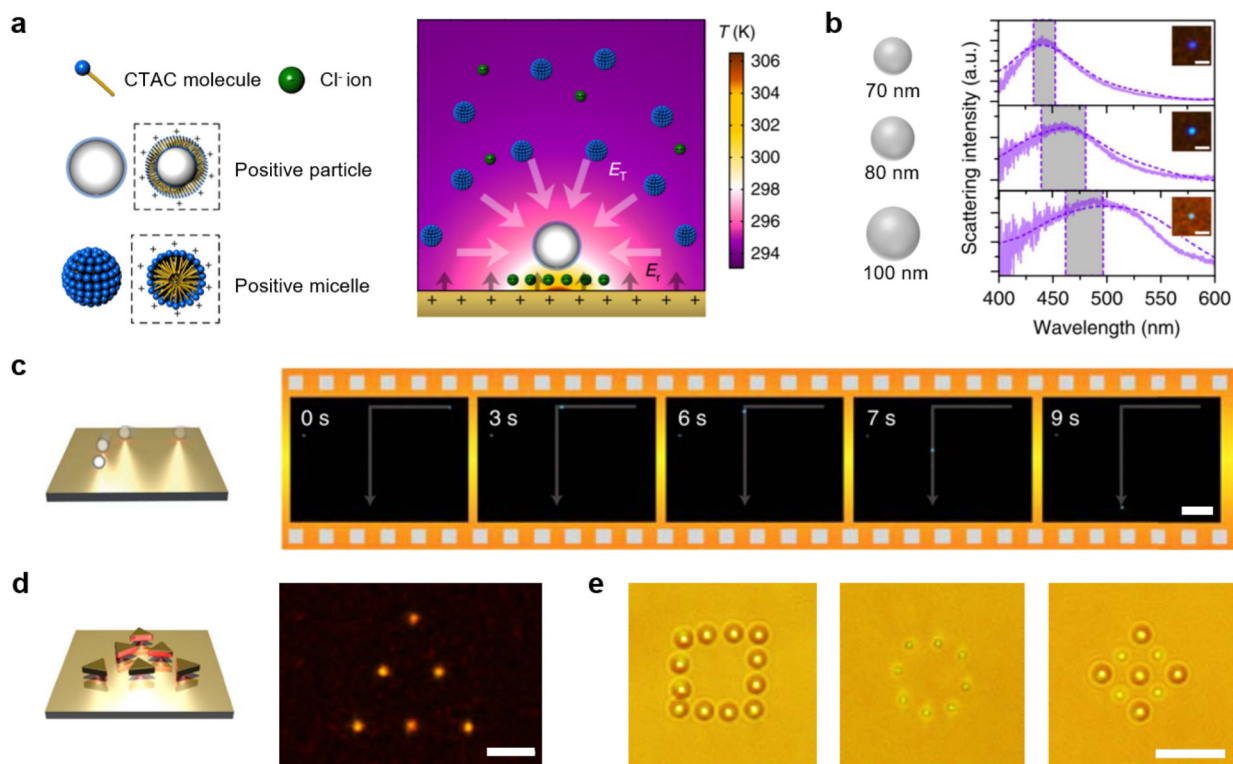 a
CTAC molecule
Cl⁻ ion
Positive particle
Positive micelle
T (K)
306
304
302
300
298
296
294
E_T
E_r
+ + + + + + + + + +
b
70 nm
80 nm
100 nm
Scattering intensity (a.u.)
400 450 500 550 600
Wavelength (nm)
c
0 s
3 s
6 s
7 s
9 s
d
e